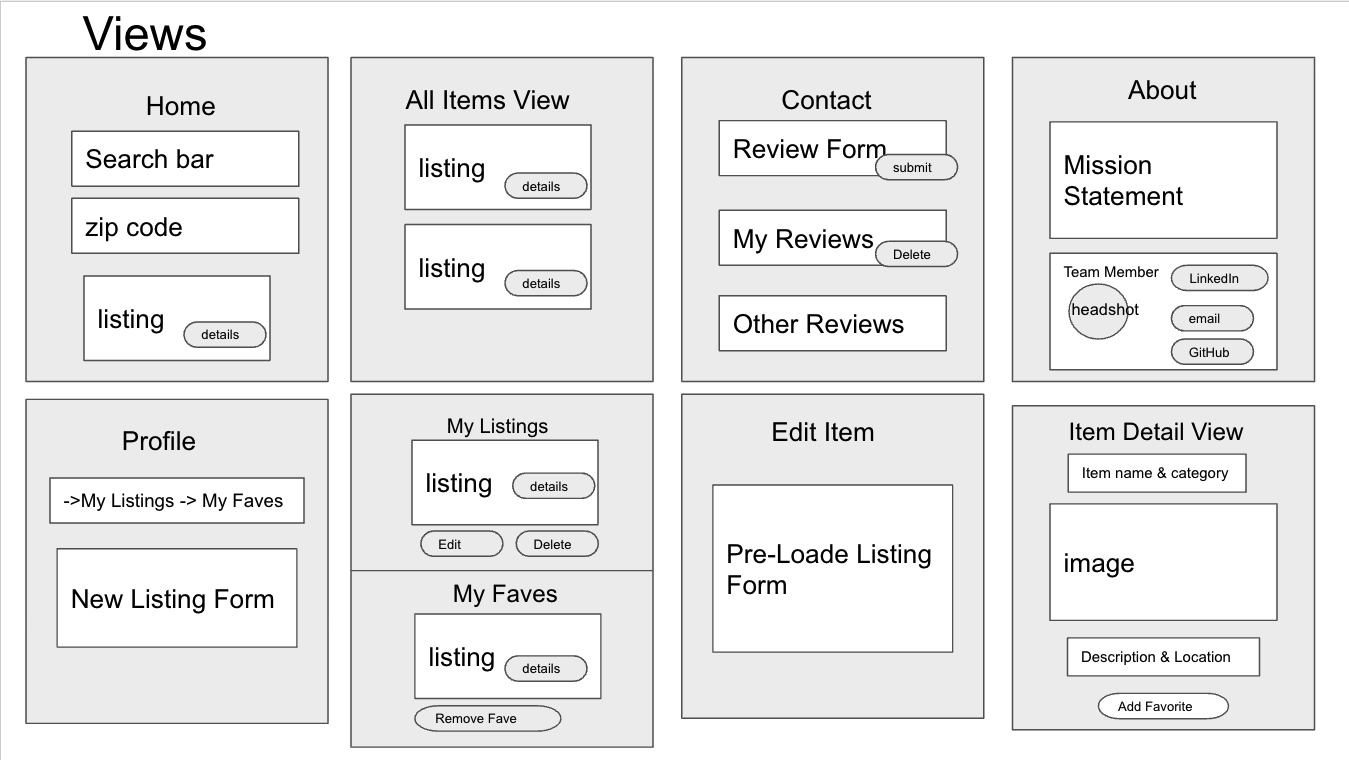 Views
Home
Search bar
zip code
listing
details
All Items View
listing
details
listing
details
Contact
Review Form
submit
My Reviews
Delete
Other Reviews
About
Mission
Statement
Team Member
headshot
LinkedIn
email
GitHub
Profile
->My Listings -> My Faves
New Listing Form
My Listings
listing
details
Edit
Delete
My Faves
listing
details
Remove Fave
Edit Item
Pre-Loade Listing
Form
Item Detail View
Item name & category
image
Description & Location
Add Favorite